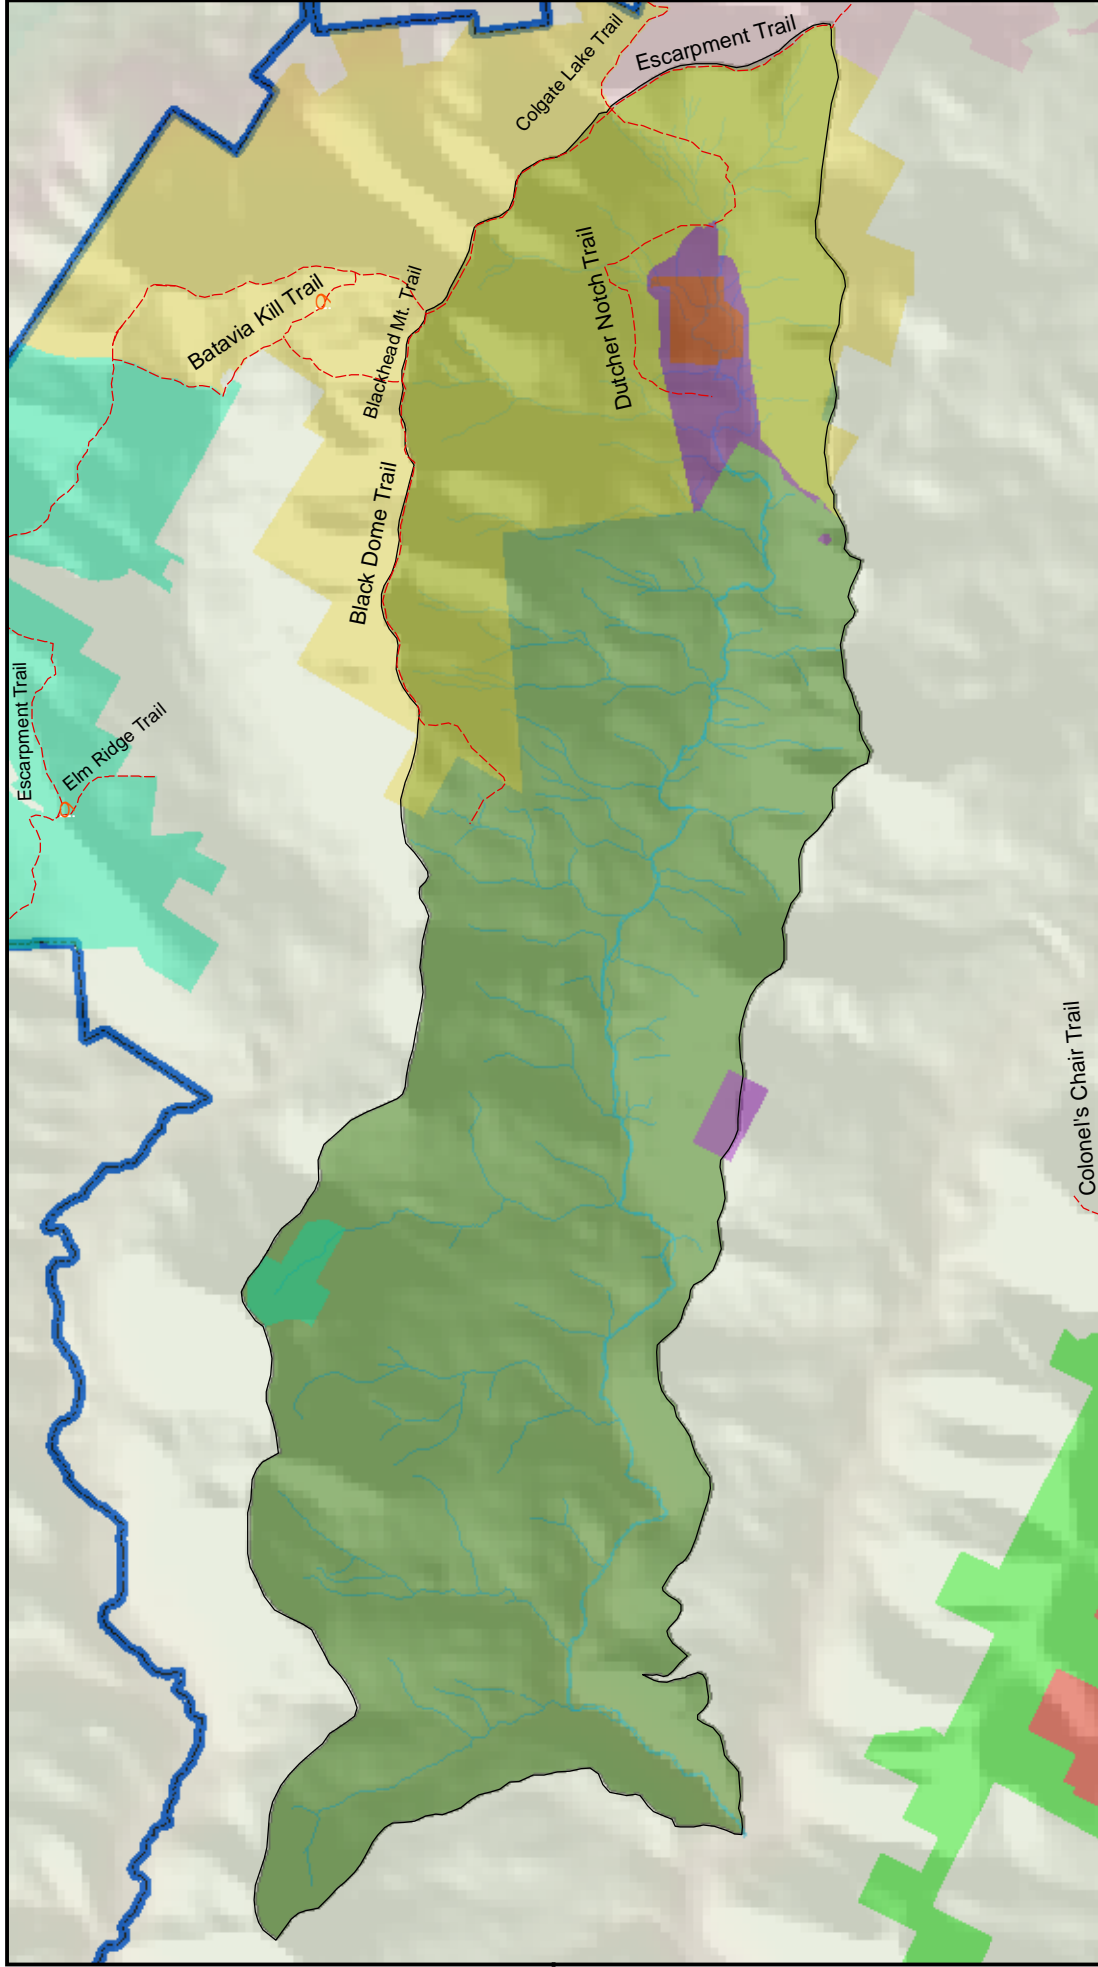 Colgate Lake Trail
Escarpment Trail
Dutcher Notch Trail
Batavia Kill Trail
Blackhead Mt. Trail
Black Dome Trail
Escarpment Trail
Elm Ridge Trail
Colonel's Chair Trail